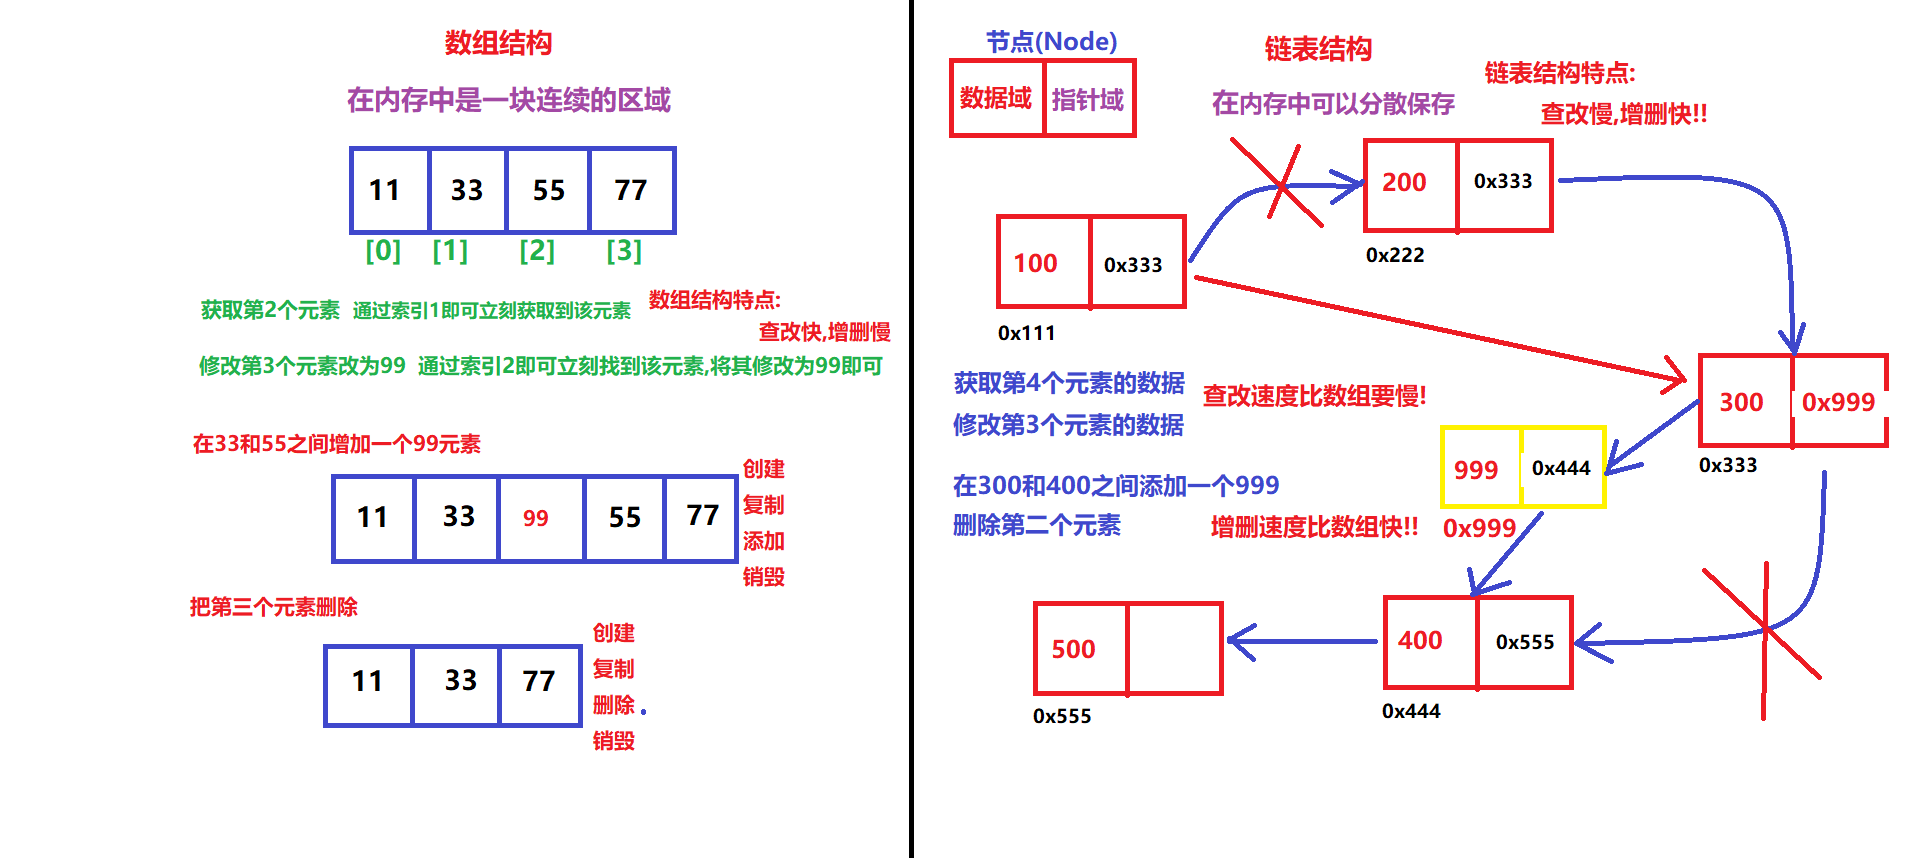 数组结构
在内存中是一块连续的区域
11 33 55 77
[0] [1] [2] [3]
获取第2个元素 通过索引1即可立刻获取到该元素
数组结构特点:
查改快,增删慢
修改第3个元素改为99 通过索引2即可立刻找到该元素,将其修改为99即可
在33和55之间增加一个99元素
11 33 99 55 77
创建
复制
添加
销毁
把第三个元素删除
11 33 77
创建
复制
删除
销毁
节点(Node)
数据域 指针域
链表结构
在内存中可以分散保存
链表结构特点:
查改慢,增删快!!
200 0x333
0x222
100 0x333
0x111
300 0x999
0x333
获取第4个元素的数据
修改第3个元素的数据
查改速度比数组要慢!
999 0x444
0x999
在300和400之间添加一个999
删除第二个元素
增删速度比数组快!!
500
0x555
400 0x555
0x444